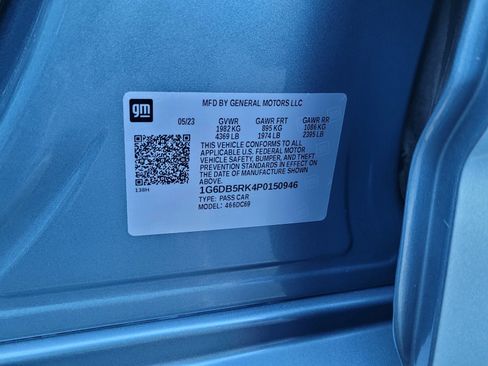 gm
MFD BY GENERAL MOTORS LLC
05/23 GVWR GAWR FRT GAWR RR
1982 KG 895 KG 1086 KG
4369 LB 1974 LB 2395 LB
THIS VEHICLE CONFORMS TO ALL
APPLICABLE U.S. FEDERAL MOTOR
VEHICLE SAFETY, BUMPER, AND THEFT
PREVENTION STANDARDS IN EFFECT
ON THE DATE OF MANUFACTURE
SHOWN ABOVE.
1G6DB5RK4P0150946
138H
TYPE: PASS CAR
MODEL: 466DC69